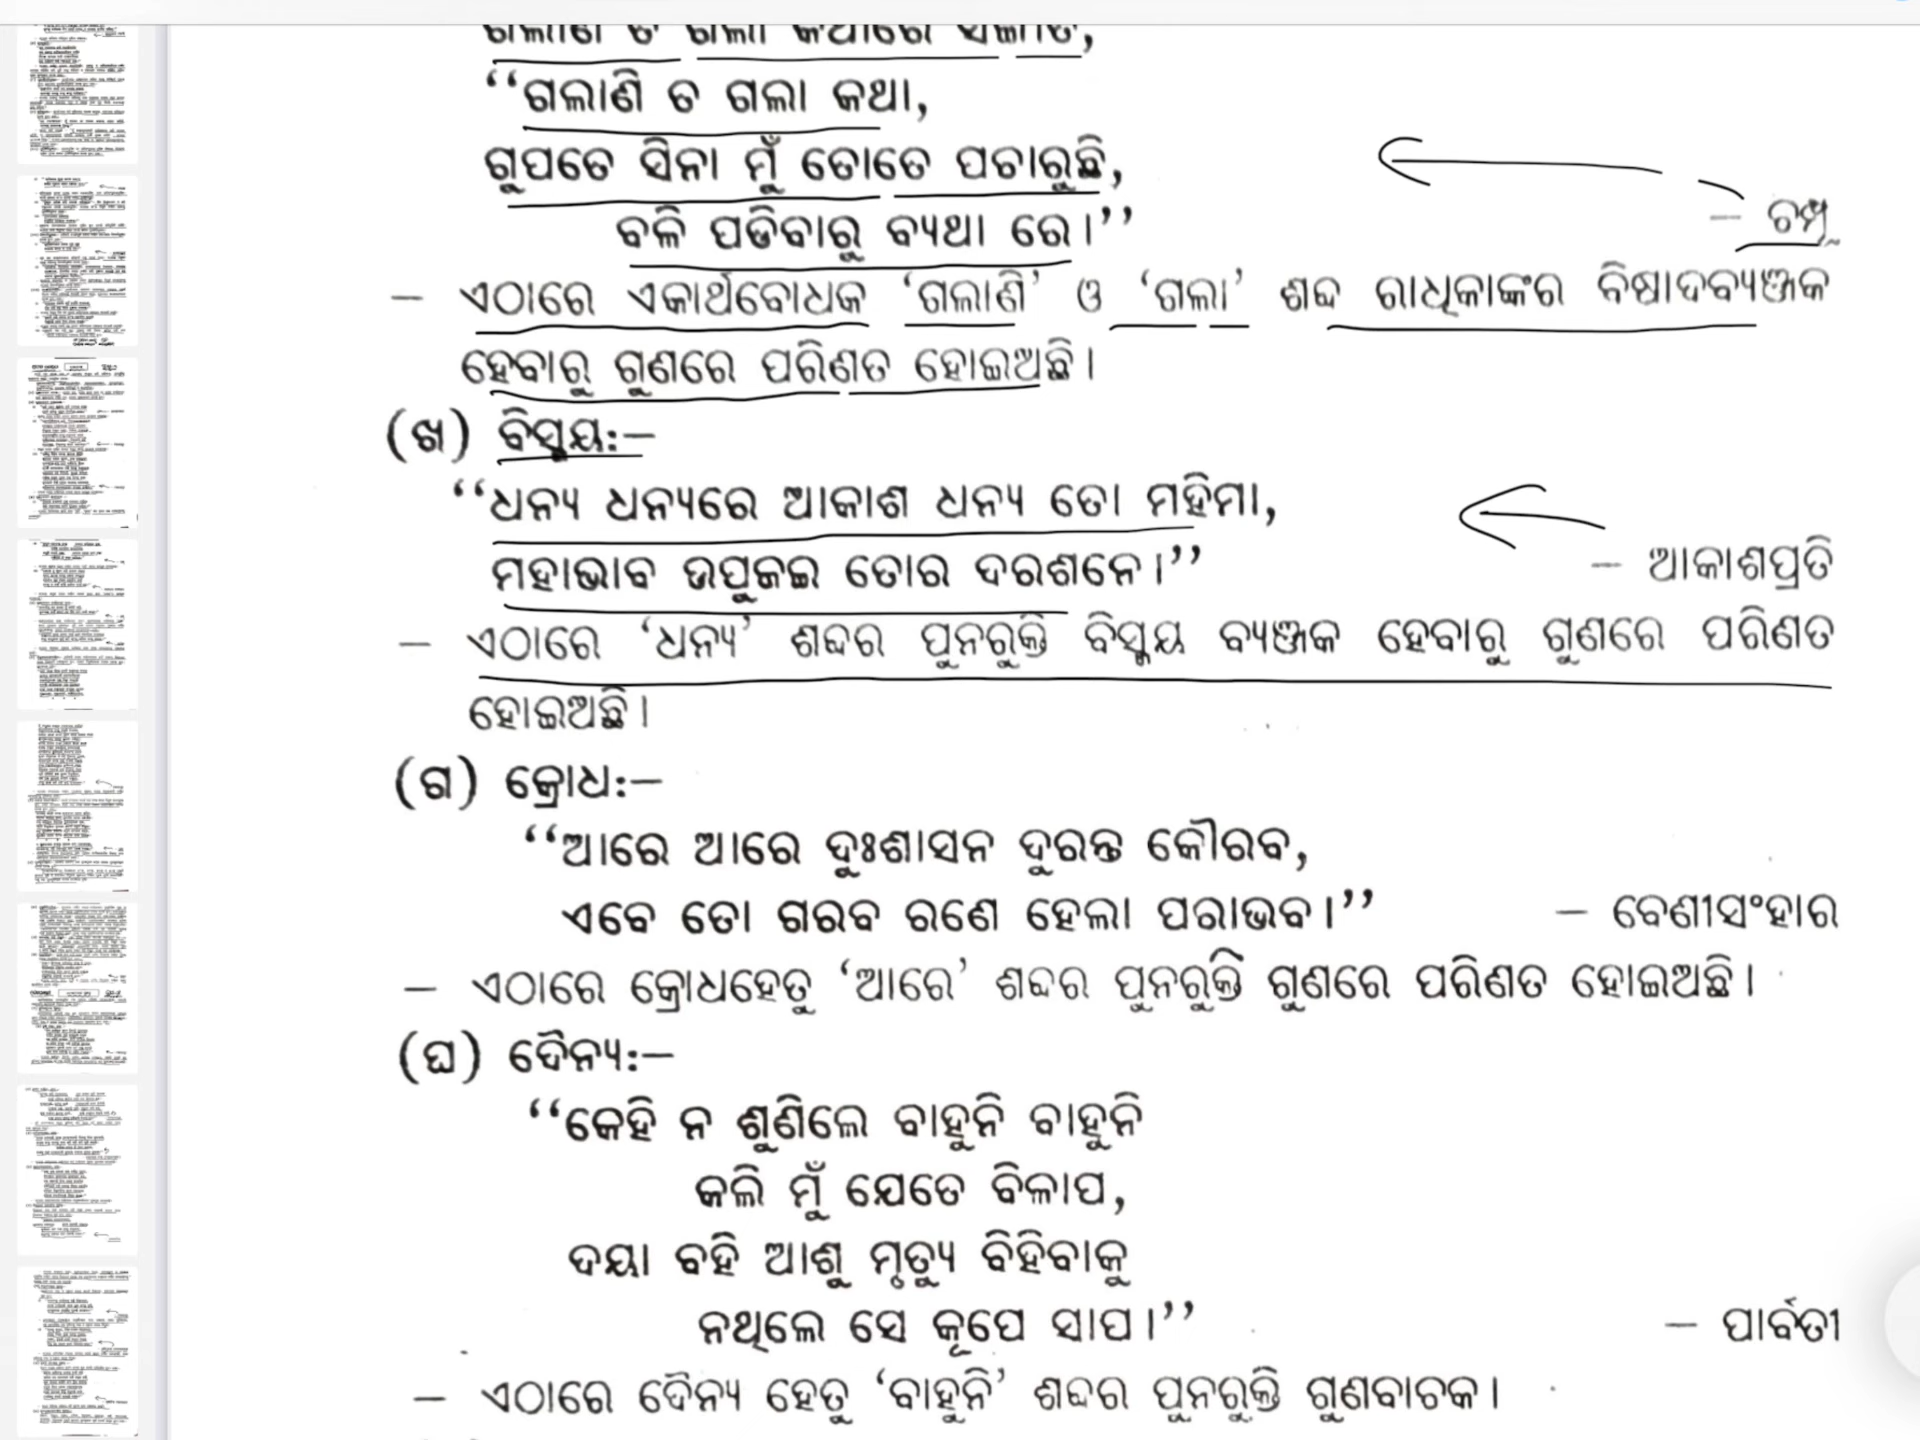 ଗଲାଣି ତ ଗଲା କଥାରେ ସଜ୍ଞାତ,
‘‘ଗଲାଣି ତ ଗଲା କଥା,
ଗୁପତେ ସିନା ମୁଁ ତୋତେ ପଚାରୁଛି,
ବଳି ପଡିବାରୁ ବ୍ୟଥା ରେ।’’ – ଚମ୍ପୂ
– ଏଠାରେ ଏକାର୍ଥବୋଧକ ‘ଗଲାଣି’ ଓ ‘ଗଲା’ ଶବ୍ଦ ରାଧିକାଙ୍କର ବିଷାଦବ୍ୟଞ୍ଜକ
ହେବାରୁ ଗୁଣରେ ପରିଣତ ହୋଇଅଛି।
(ଖ) ବିସ୍ମୟ:–
‘‘ଧନ୍ୟ ଧନ୍ୟରେ ଆକାଶ ଧନ୍ୟ ତୋ ମହିମା,
ମହାଭାବ ଉପୁଜଇ ତୋର ଦରଶନେ।’’ – ଆକାଶପ୍ରତି
– ଏଠାରେ ‘ଧନ୍ୟ’ ଶବ୍ଦର ପୁନରୁକ୍ତି ବିସ୍ମୟ ବ୍ୟଞ୍ଜକ ହେବାରୁ ଗୁଣରେ ପରିଣତ
ହୋଇଅଛି।
(ଗ) କ୍ରୋଧ:–
‘‘ଆରେ ଆରେ ଦୁଃଶାସନ ଦୁରନ୍ତ କୌରବ,
ଏବେ ତୋ ଗରବ ରଣେ ହେଲା ପରାଭବ।’’ – ବେଣୀସଂହାର
– ଏଠାରେ କ୍ରୋଧହେତୁ ‘ଆରେ’ ଶବ୍ଦର ପୁନରୁକ୍ତି ଗୁଣରେ ପରିଣତ ହୋଇଅଛି।
(ଘ) ଦୈନ୍ୟ:–
‘‘କେହି ନ ଶୁଣିଲେ ବାହୁନି ବାହୁନି
କଲି ମୁଁ ଯେତେ ବିଳାପ,
ଦୟା ବହି ଆଶୁ ମୃତ୍ୟୁ ବିହିବାକୁ
ନଥିଲେ ସେ କୂପେ ସାପ।’’ – ପାର୍ବତୀ
– ଏଠାରେ ଦୈନ୍ୟ ହେତୁ ‘ବାହୁନି’ ଶବ୍ଦର ପୁନରୁକ୍ତି ଗୁଣବାଚକ।